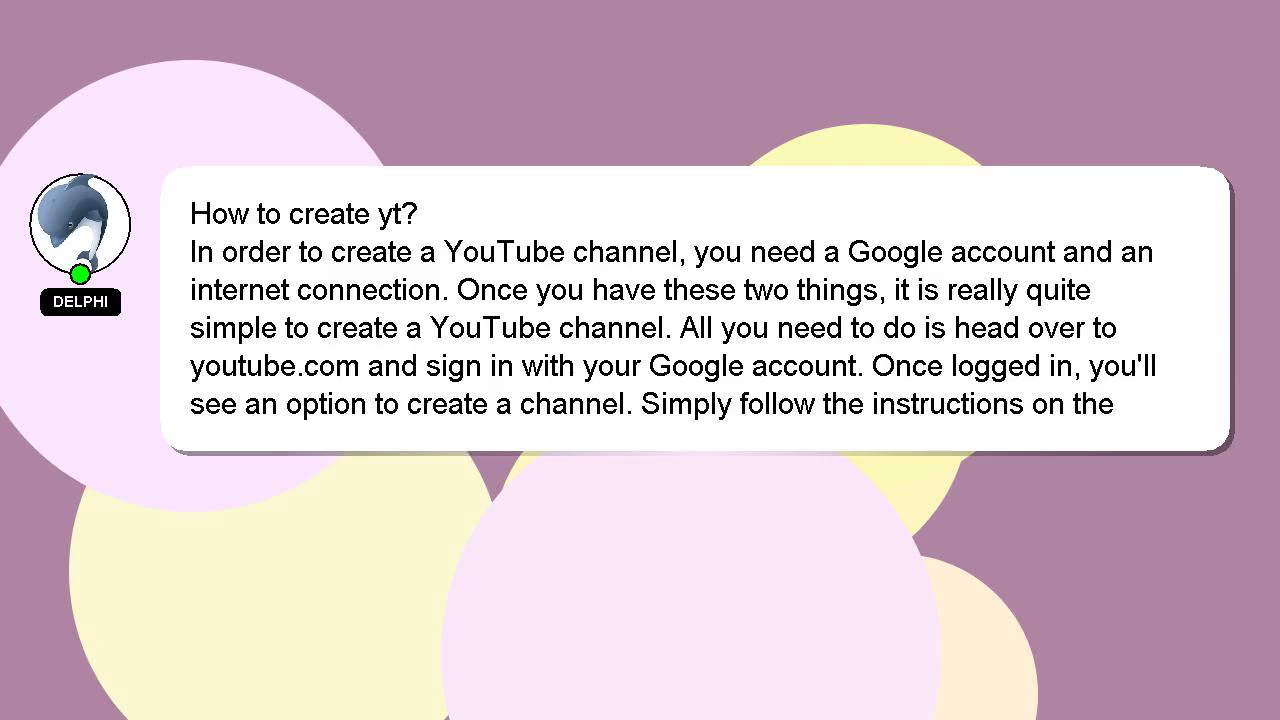 How to create yt?
In order to create a YouTube channel, you need a Google account and an
internet connection. Once you have these two things, it is really quite
simple to create a YouTube channel. All you need to do is head over to
youtube.com and sign in with your Google account. Once logged in, you'll
see an option to create a channel. Simply follow the instructions on the
DELPHI